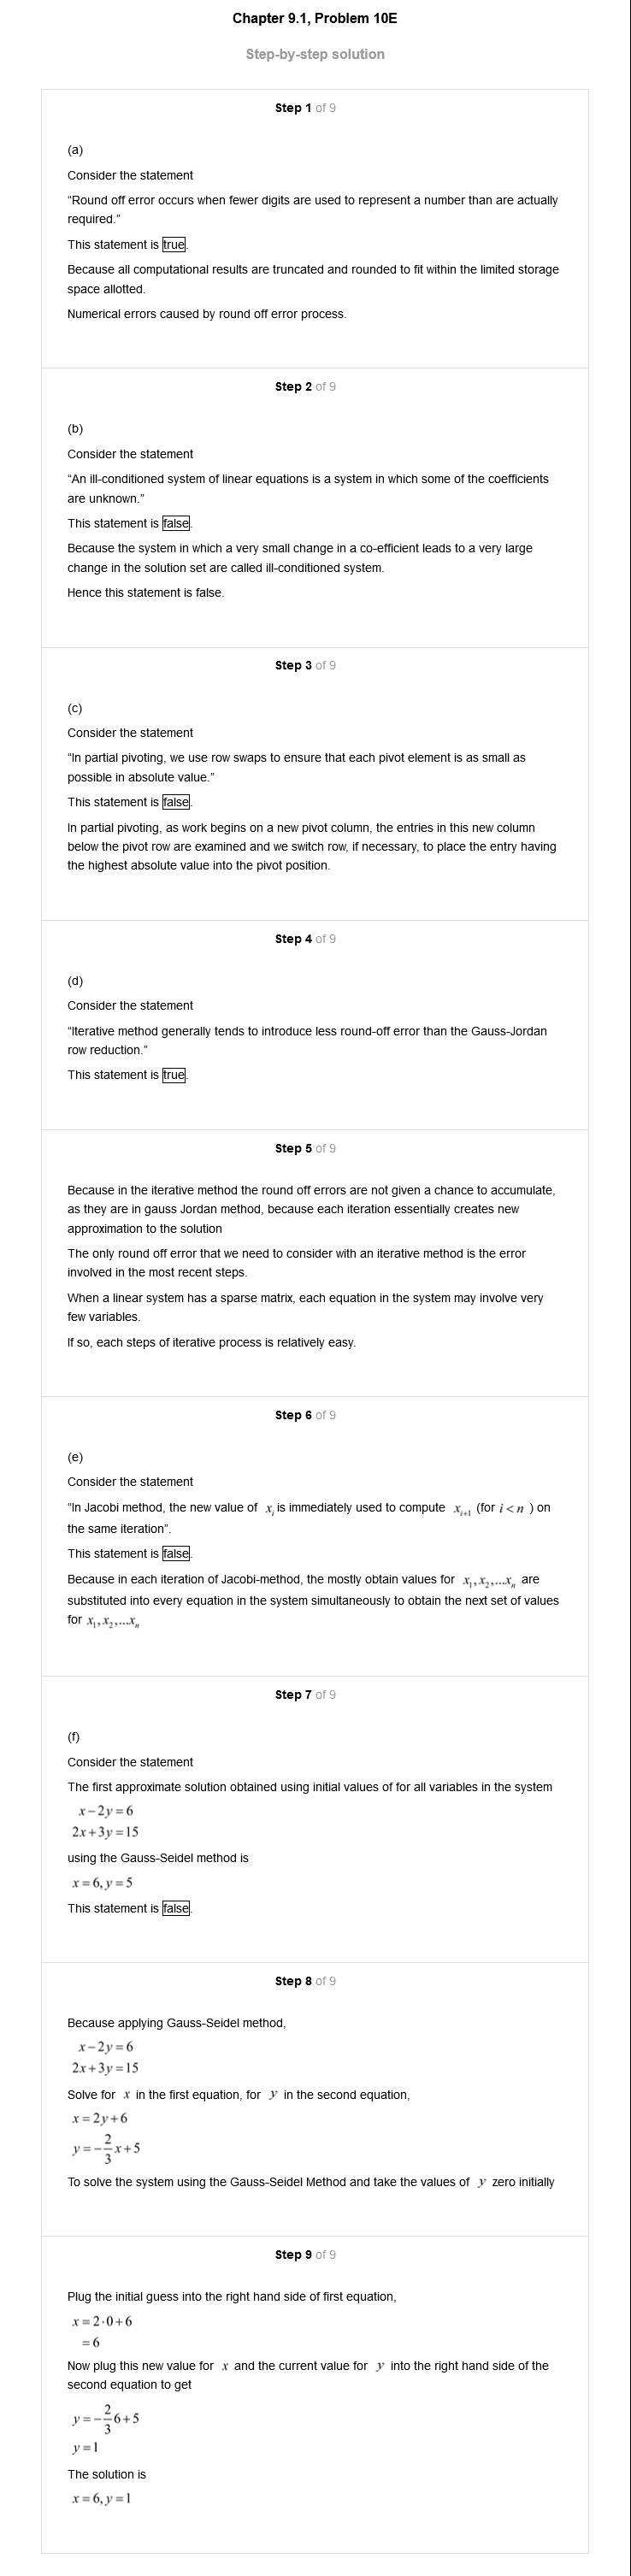 Chapter 9.1, Problem 10E
Step-by-step solution
Step 1 of 9
(a)
Consider the statement
“Round off error occurs when fewer digits are used to represent a number than are actually
required.”
This statement is true.
Because all computational results are truncated and rounded to fit within the limited storage
space allotted.
Numerical errors caused by round off error process.
Step 2 of 9
(b)
Consider the statement
“An ill-conditioned system of linear equations is a system in which some of the coefficients
are unknown.”
This statement is false.
Because the system in which a very small change in a co-efficient leads to a very large
change in the solution set are called ill-conditioned system.
Hence this statement is false.
Step 3 of 9
(c)
Consider the statement
“In partial pivoting, we use row swaps to ensure that each pivot element is as small as
possible in absolute value.”
This statement is false.
In partial pivoting, as work begins on a new pivot column, the entries in this new column
below the pivot row are examined and we switch row, if necessary, to place the entry having
the highest absolute value into the pivot position.
Step 4 of 9
(d)
Consider the statement
“Iterative method generally tends to introduce less round-off error than the Gauss-Jordan
row reduction.”
This statement is true.
Step 5 of 9
Because in the iterative method the round off errors are not given a chance to accumulate,
as they are in gauss Jordan method, because each iteration essentially creates new
approximation to the solution
The only round off error that we need to consider with an iterative method is the error
involved in the most recent steps.
When a linear system has a sparse matrix, each equation in the system may involve very
few variables.
If so, each steps of iterative process is relatively easy.
Step 6 of 9
(e)
Consider the statement
“In Jacobi method, the new value of x_i is immediately used to compute x_{i+1} (for i < n ) on
the same iteration”.
This statement is false.
Because in each iteration of Jacobi-method, the mostly obtain values for x_1, x_2,....x_n are
substituted into every equation in the system simultaneously to obtain the next set of values
for x_1, x_2,....x_n
Step 7 of 9
(f)
Consider the statement
The first approximate solution obtained using initial values of for all variables in the system
x − 2y = 6
2x + 3y = 15
using the Gauss-Seidel method is
x = 6, y = 5
This statement is false.
Step 8 of 9
Because applying Gauss-Seidel method,
x − 2y = 6
2x + 3y = 15
Solve for x in the first equation, for y in the second equation,
x = 2y + 6
y = −2/3 x + 5
To solve the system using the Gauss-Seidel Method and take the values of y zero initially
Step 9 of 9
Plug the initial guess into the right hand side of first equation,
x = 2·0 + 6
= 6
Now plug this new value for x and the current value for y into the right hand side of the
second equation to get
y = −2/3 6 + 5
y = 1
The solution is
x = 6, y = 1